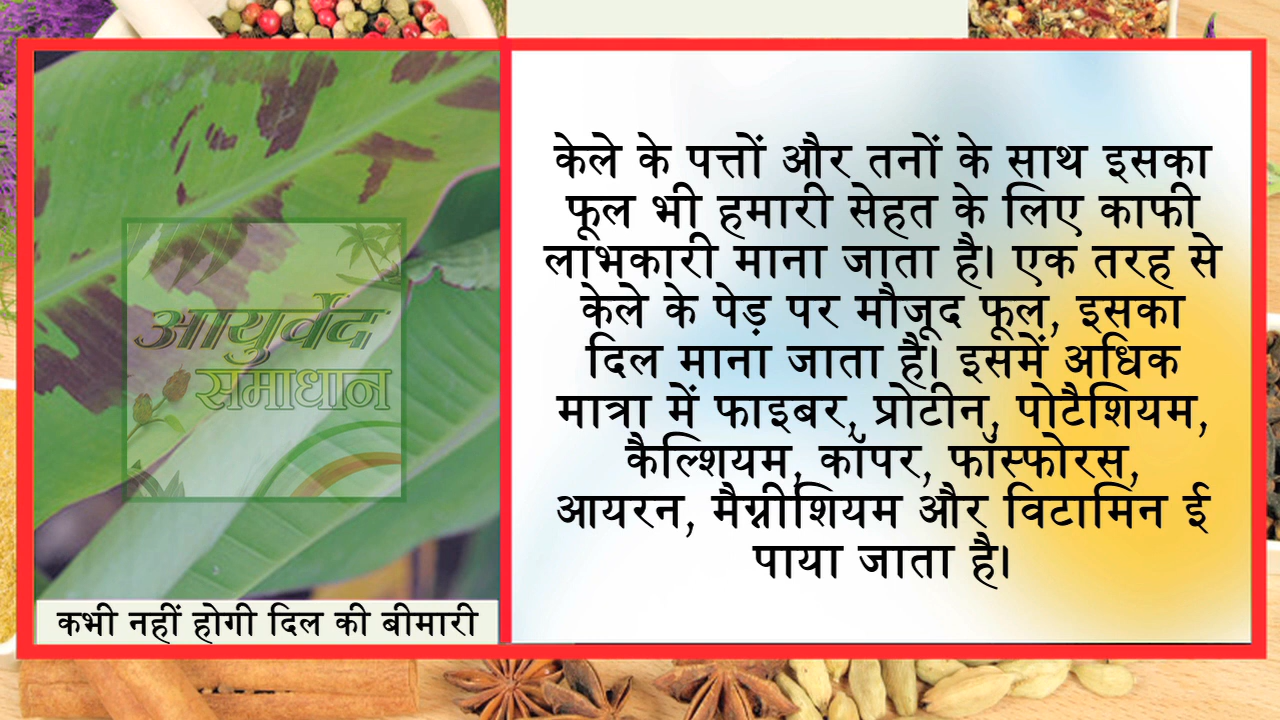 केले के पत्तों और तनों के साथ इसका
फूल भी हमारी सेहत के लिए काफी
लाभकारी माना जाता है। एक तरह से
केले के पेड़ पर मौजूद फूल, इसका
दिल माना जाता है। इसमें अधिक
मात्रा में फाइबर, प्रोटीन, पोटैशियम,
कैल्शियम, कॉपर, फॉस्फोरस,
आयरन, मैग्नीशियम और विटामिन ई
पाया जाता है।
आयुर्वेद
समाधान
कभी नहीं होगी दिल की बीमारी